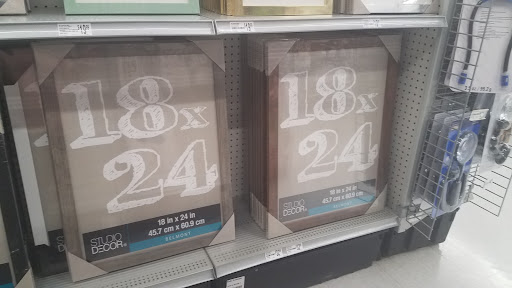 18x
24
18 in x 24 in
45.7 cm x 60.9 cm
STUDIO
DECOR
BELMONT
18x
24
18 in x 24 in
45.7 cm x 60.9 cm
STUDIO
DECOR